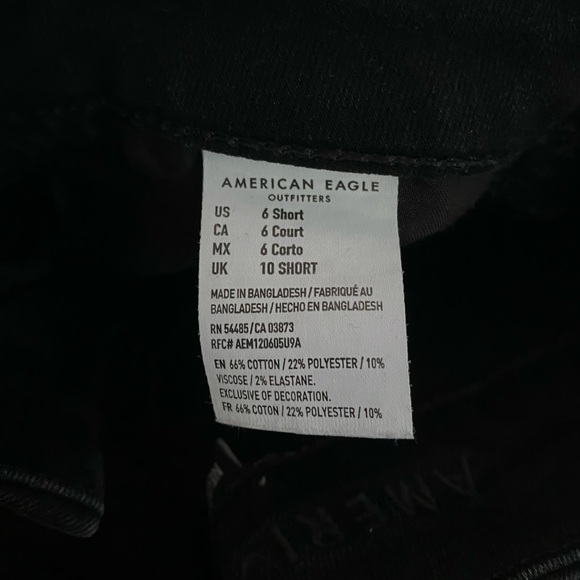 AMERICAN EAGLE
OUTFITTERS
US 6 Short
CA 6 Court
MX 6 Corto
UK 10 SHORT
MADE IN BANGLADESH / FABRIQUÉ AU
BANGLADESH / HECHO EN BANGLADESH
RN 54485 / CA 03873
RFC# AEM120605U9A
EN 66% COTTON / 22% POLYESTER / 10%
VISCOSE / 2% ELASTANE.
EXCLUSIVE OF DECORATION.
FR 66% COTON / 22% POLYESTER / 10%
AMERI